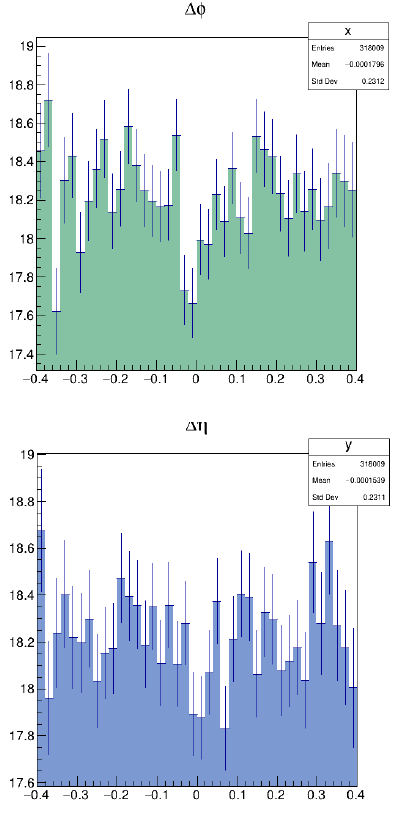 Δϕ
x
Entries 318009
Mean −0.0001796
Std Dev 0.2312
19
18.8
18.6
18.4
18.2
18
17.8
17.6
17.4
−0.4 −0.3 −0.2 −0.1 0 0.1 0.2 0.3 0.4
Δη
y
Entries 318009
Mean −0.0001539
Std Dev 0.2311
19
18.8
18.6
18.4
18.2
18
17.8
17.6
−0.4 −0.3 −0.2 −0.1 0 0.1 0.2 0.3 0.4